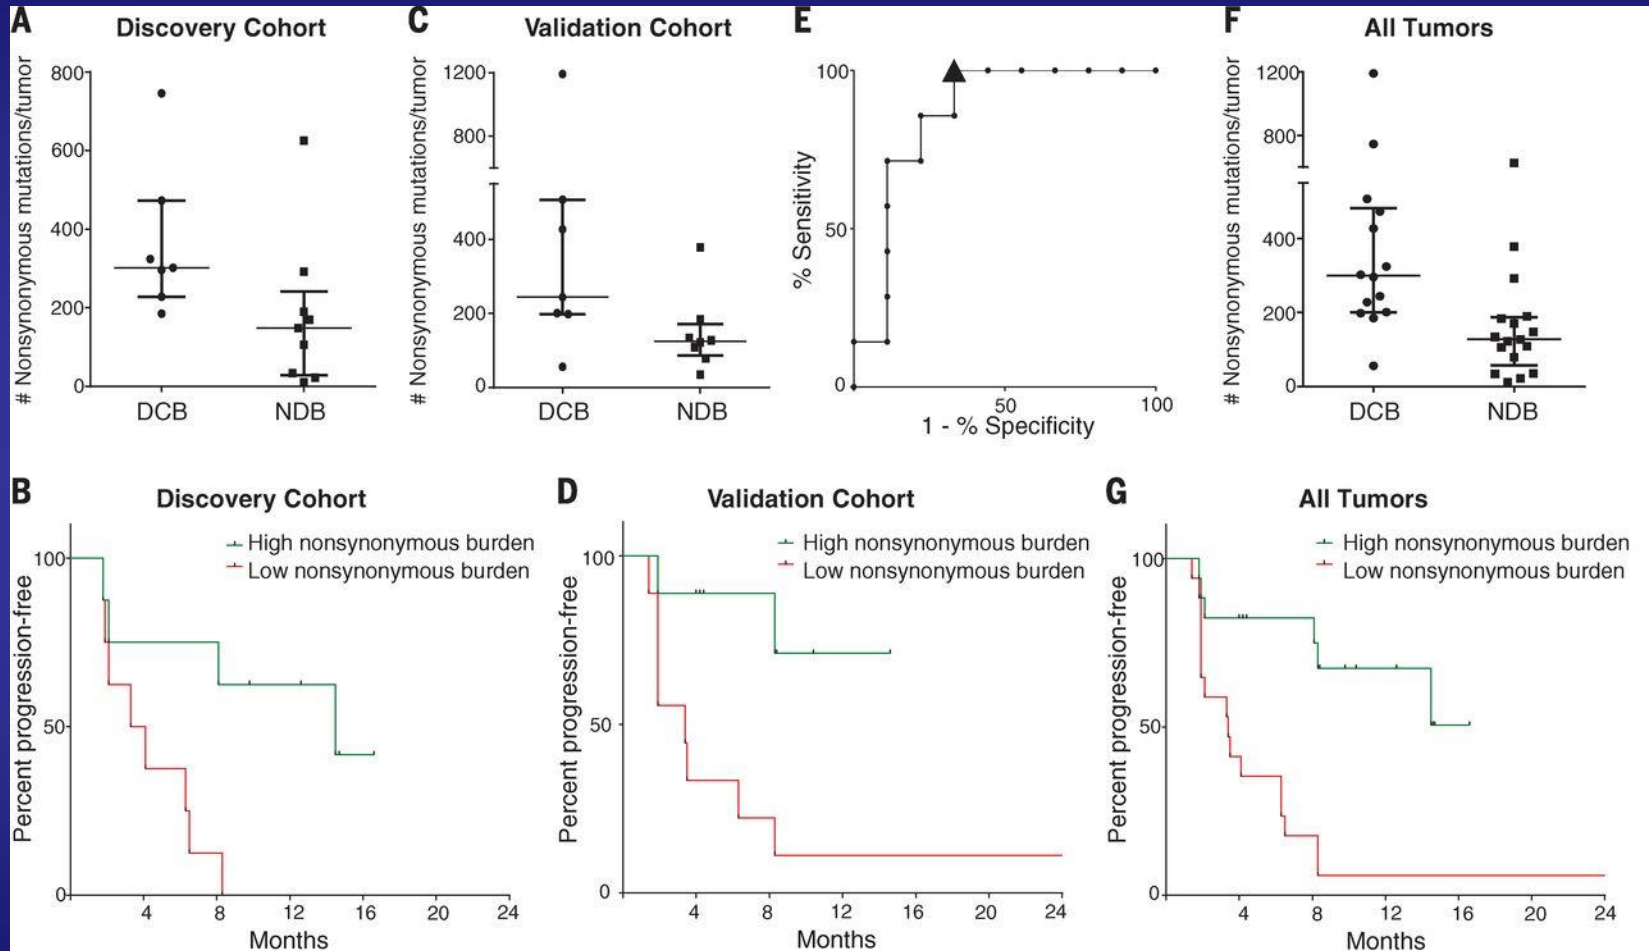 A
Discovery Cohort
# Nonsynonymous mutations/tumor
800
600
400
200
0
DCB
NDB
C
Validation Cohort
# Nonsynonymous mutations/tumor
1200
800
400
200
0
DCB
NDB
E
% Sensitivity
100
50
0
50
100
1 - % Specificity
F
All Tumors
# Nonsynonymous mutations/tumor
1200
800
400
200
0
DCB
NDB
B
Discovery Cohort
High nonsynonymous burden
Low nonsynonymous burden
Percent progression-free
100
50
0
4 8 12 16 20 24
Months
D
Validation Cohort
High nonsynonymous burden
Low nonsynonymous burden
Percent progression-free
100
50
0
4 8 12 16 20 24
Months
G
All Tumors
High nonsynonymous burden
Low nonsynonymous burden
Percent progression-free
100
50
0
4 8 12 16 20 24
Months